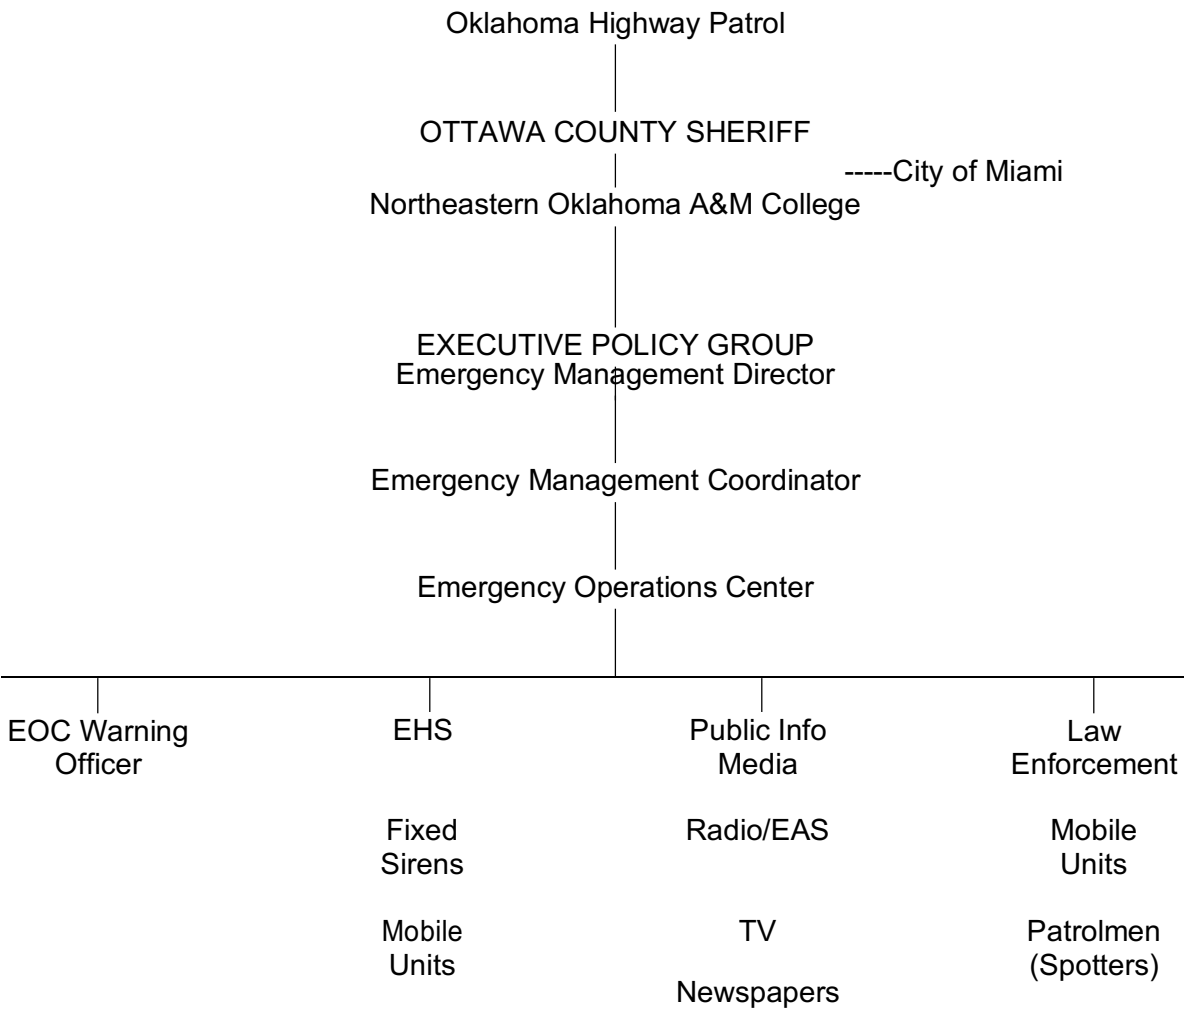 Oklahoma Highway Patrol
OTTAWA COUNTY SHERIFF
-----City of Miami
Northeastern Oklahoma A&M College
EXECUTIVE POLICY GROUP
Emergency Management Director
Emergency Management Coordinator
Emergency Operations Center
EOC Warning
Officer
EHS
Fixed
Sirens
Mobile
Units
Public Info
Media
Radio/EAS
TV
Newspapers
Law
Enforcement
Mobile
Units
Patrolmen
(Spotters)